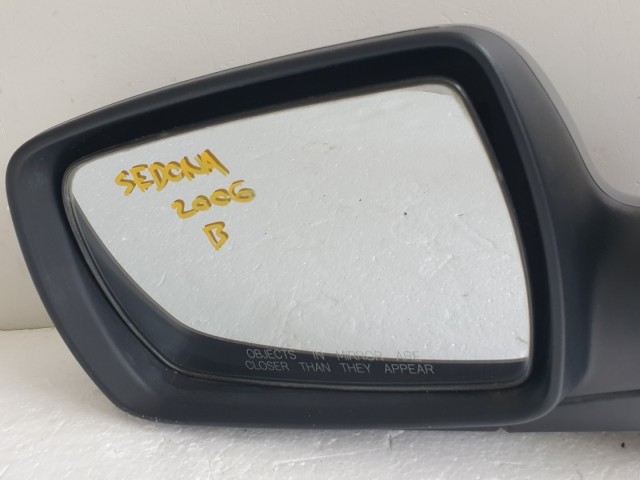 SEDONA
2006
B
OBJECTS IN MIRROR ARE
CLOSER THAN THEY APPEAR